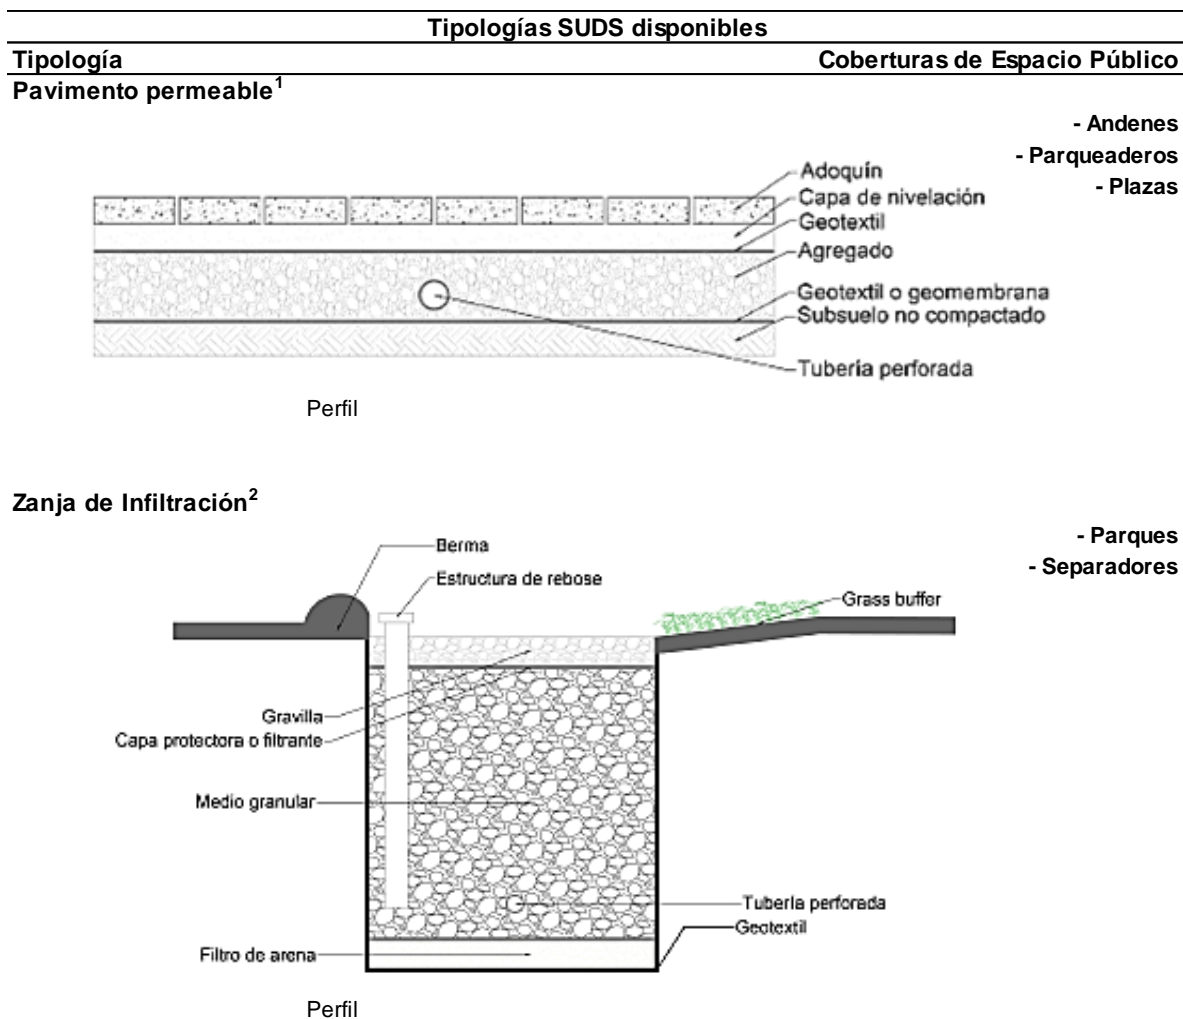 Tipologías SUDS disponibles
Tipología Coberturas de Espacio Público
Pavimento permeable1
- Andenes
- Parqueaderos
- Plazas
Adoquín
Capa de nivelación
Geotextil
Agregado
Geotextil o geomembrana
Subsuelo no compactado
Tubería perforada
Perfil
Zanja de Infiltración2
- Parques
- Separadores
Berma
Estructura de rebose
Grass buffer
Gravilla
Capa protectora o filtrante
Medio granular
Tubería perforada
Geotextil
Filtro de arena
Perfil